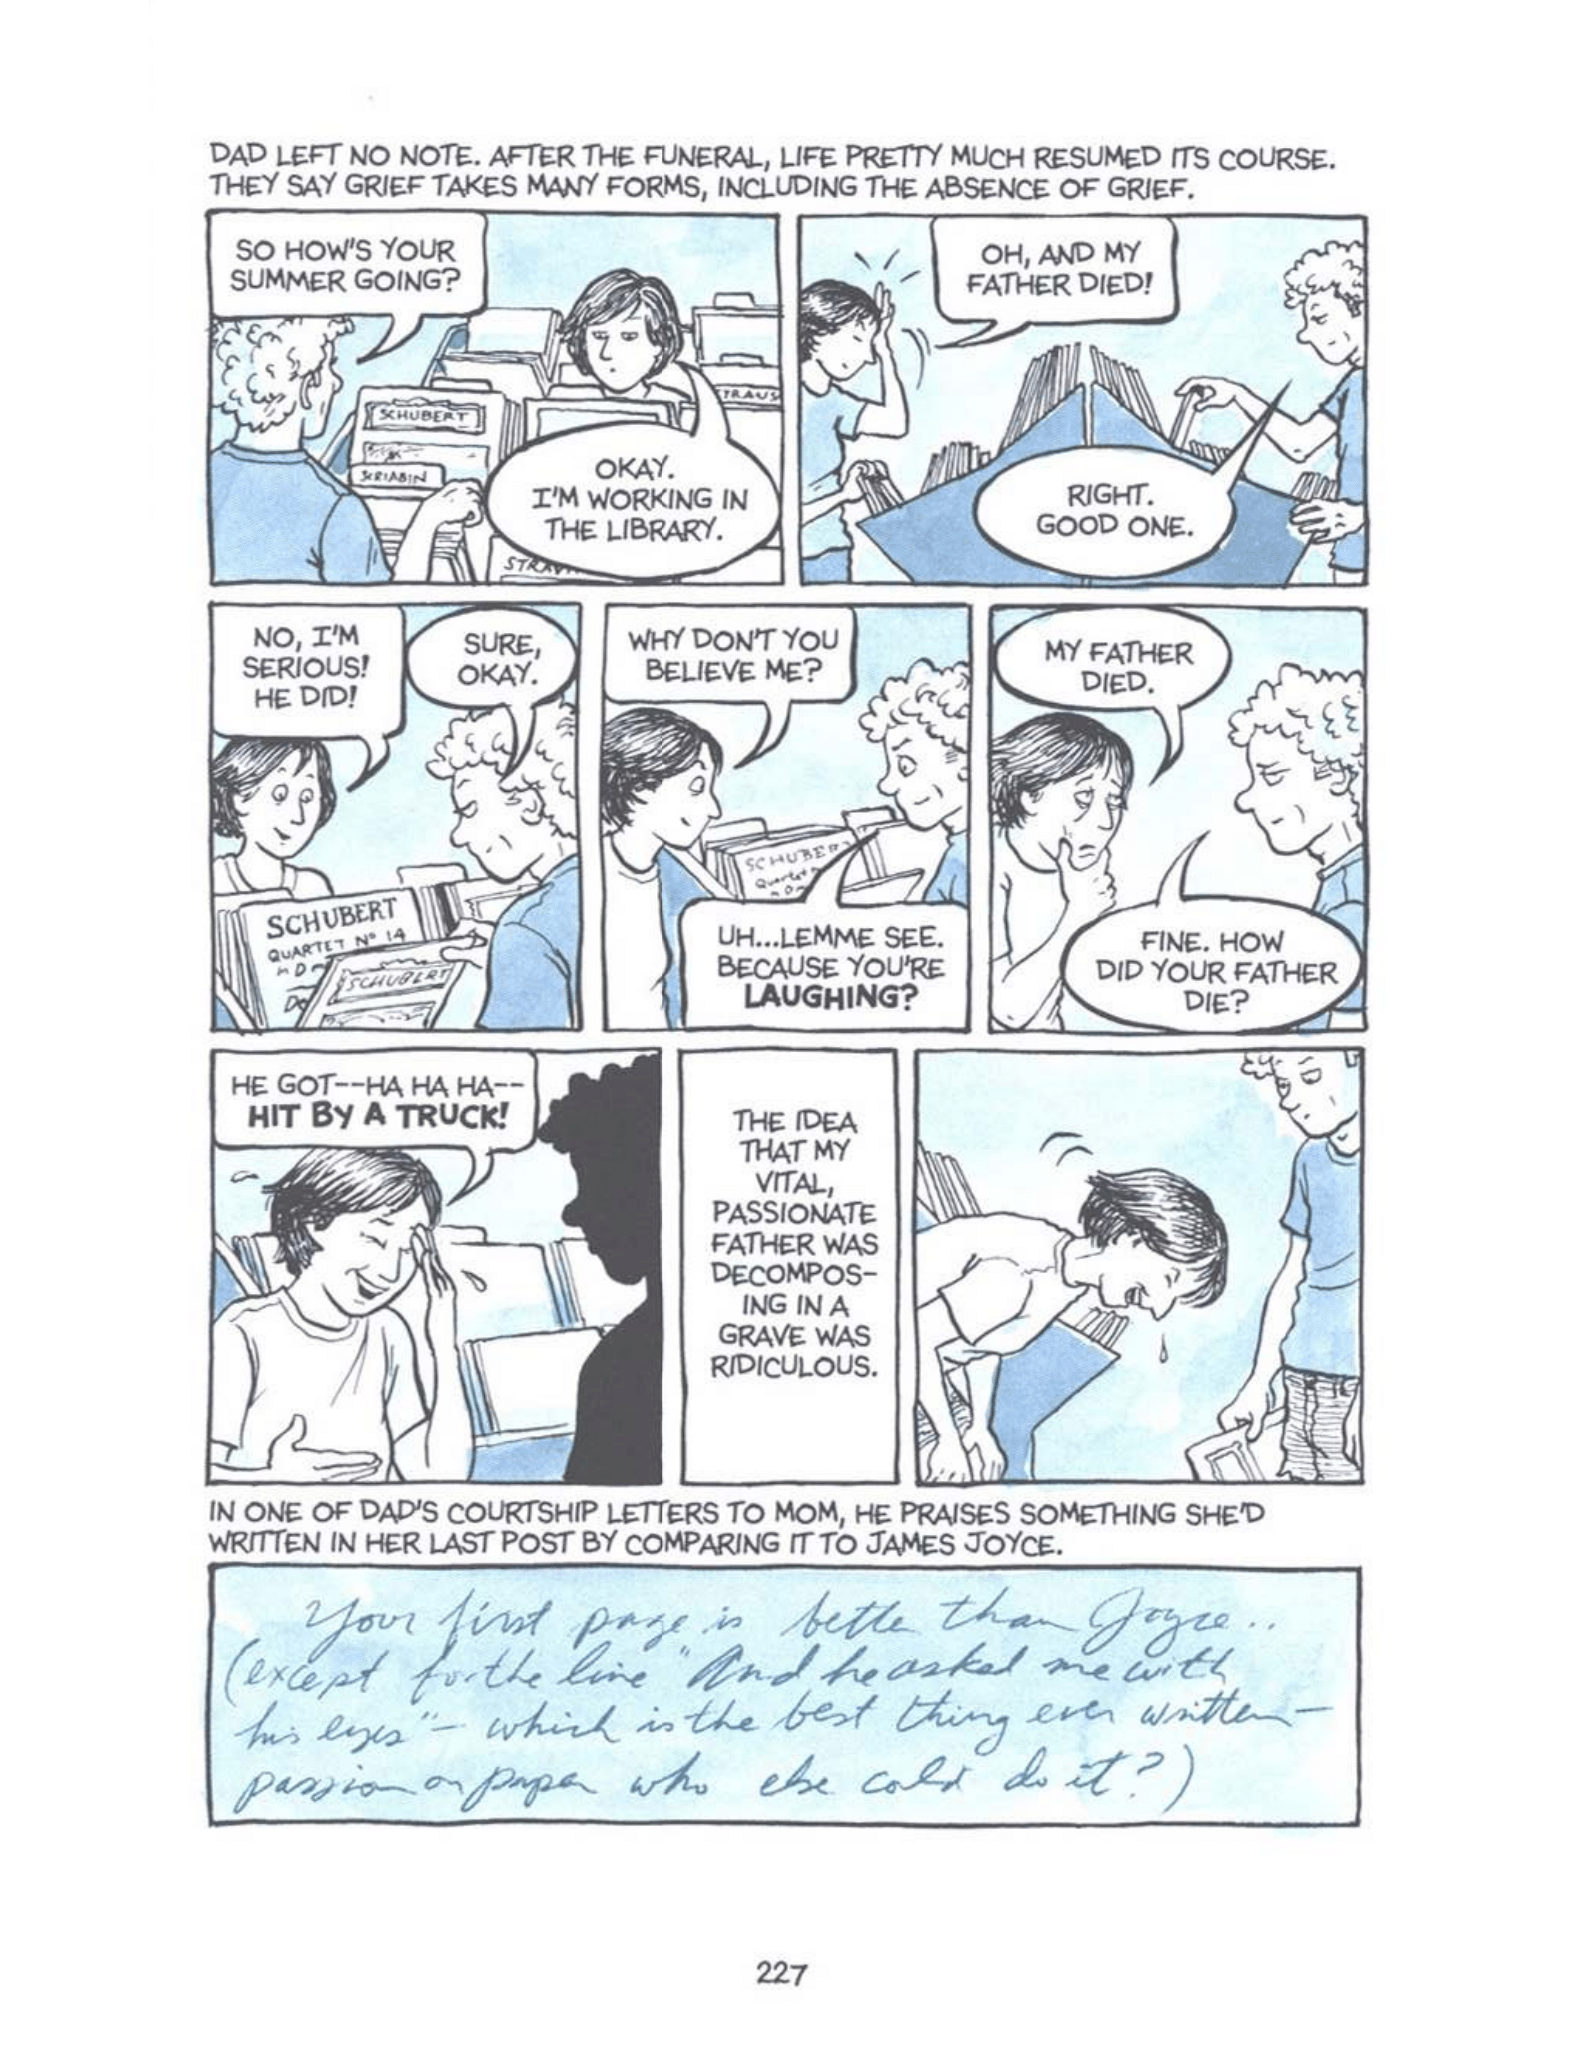 DAD LEFT NO NOTE. AFTER THE FUNERAL, LIFE PRETTY MUCH RESUMED ITS COURSE.
THEY SAY GRIEF TAKES MANY FORMS, INCLUDING THE ABSENCE OF GRIEF.
SO HOW'S YOUR
SUMMER GOING?
SCHUBERT
SCRIABIN
STRAUS
OKAY.
I'M WORKING IN
THE LIBRARY.
STRAV
OH, AND MY
FATHER DIED!
RIGHT.
GOOD ONE.
NO, I'M
SERIOUS!
HE DID!
SURE,
OKAY.
SCHUBERT
QUARTET Nº 14
in D m
De
SCHUBERT
WHY DON'T YOU
BELIEVE ME?
SCHUBER
Quartet n
in D m
UH...LEMME SEE.
BECAUSE YOU'RE
LAUGHING?
MY FATHER
DIED.
FINE. HOW
DID YOUR FATHER
DIE?
HE GOT--HA HA HA--
HIT BY A TRUCK!
THE IDEA
THAT MY
VITAL,
PASSIONATE
FATHER WAS
DECOMPOS-
ING IN A
GRAVE WAS
RIDICULOUS.
IN ONE OF DAD'S COURTSHIP LETTERS TO MOM, HE PRAISES SOMETHING SHE'D
WRITTEN IN HER LAST POST BY COMPARING IT TO JAMES JOYCE.
Your first page is better than Joyce..
(except for the line "And he asked me with
his eyes" - which is the best thing ever written -
passion on paper who else could do it?)
227